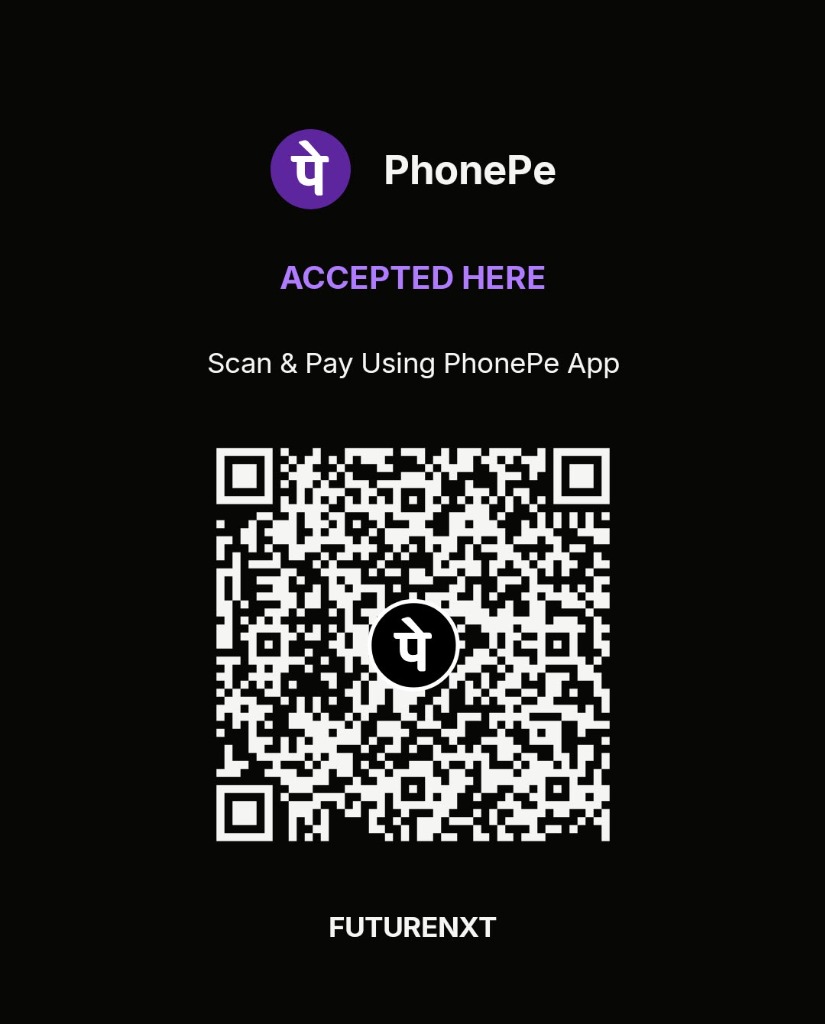 पे PhonePe
ACCEPTED HERE
Scan & Pay Using PhonePe App
पे
FUTURENXT